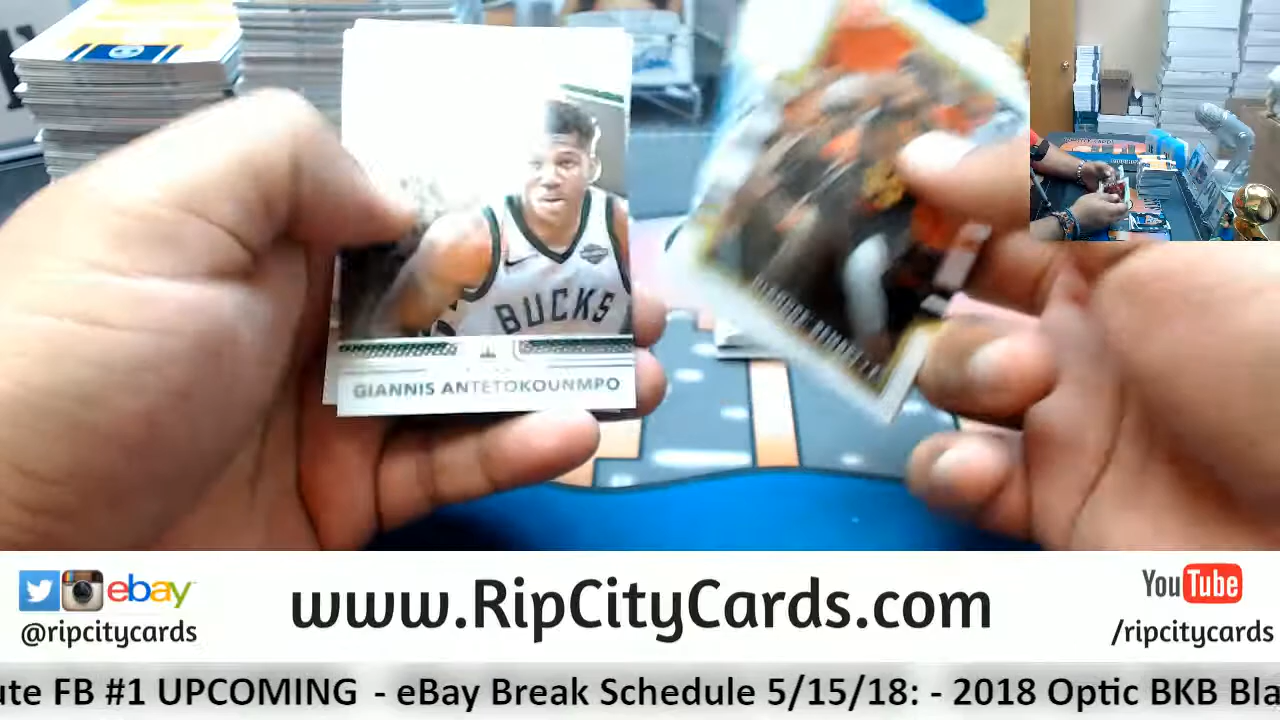 BUCKS
GIANNIS ANTETOKOUNMPO
ebay
@ripcitycards
www.RipCityCards.com
You Tube
/ripcitycards
ute FB #1 UPCOMING - eBay Break Schedule 5/15/18: - 2018 Optic BKB Bla